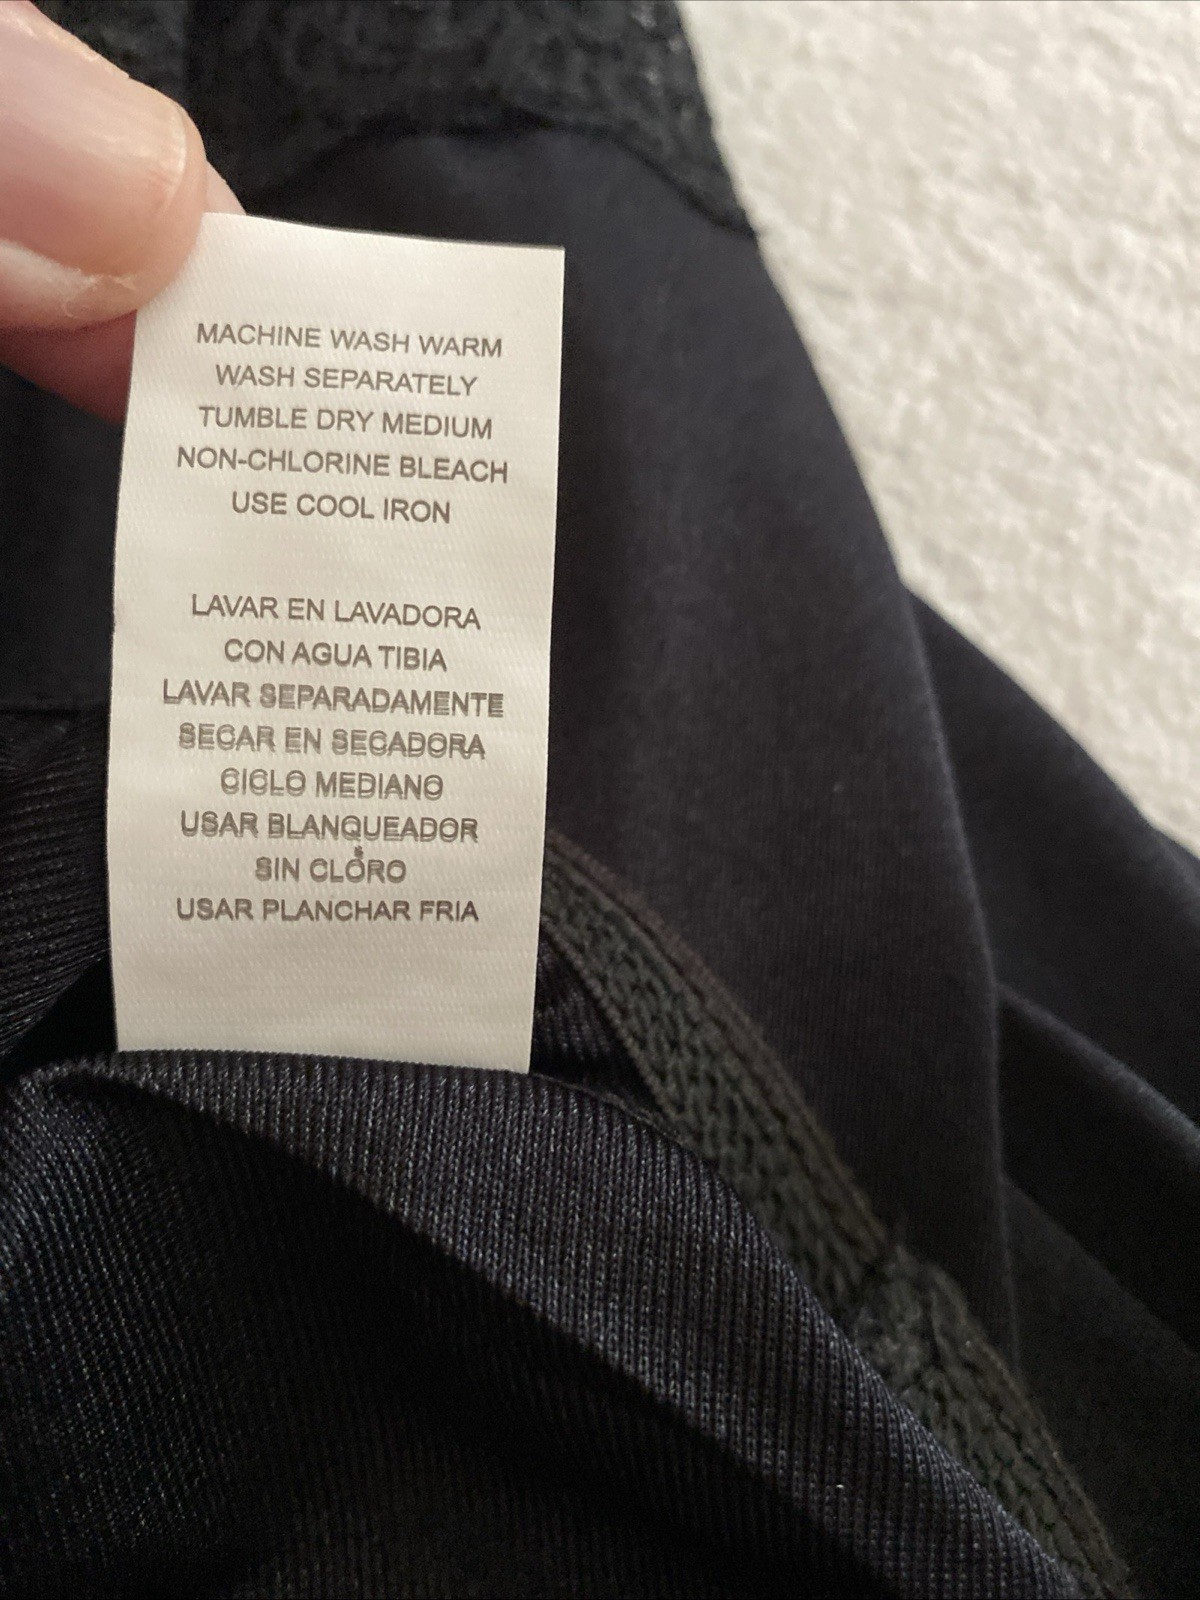 MACHINE WASH WARM
WASH SEPARATELY
TUMBLE DRY MEDIUM
NON-CHLORINE BLEACH
USE COOL IRON
LAVAR EN LAVADORA
CON AGUA TIBIA
LAVAR SEPARADAMENTE
SECAR EN SECADORA
CICLO MEDIANO
USAR BLANQUEADOR
SIN CLORO
USAR PLANCHAR FRIA